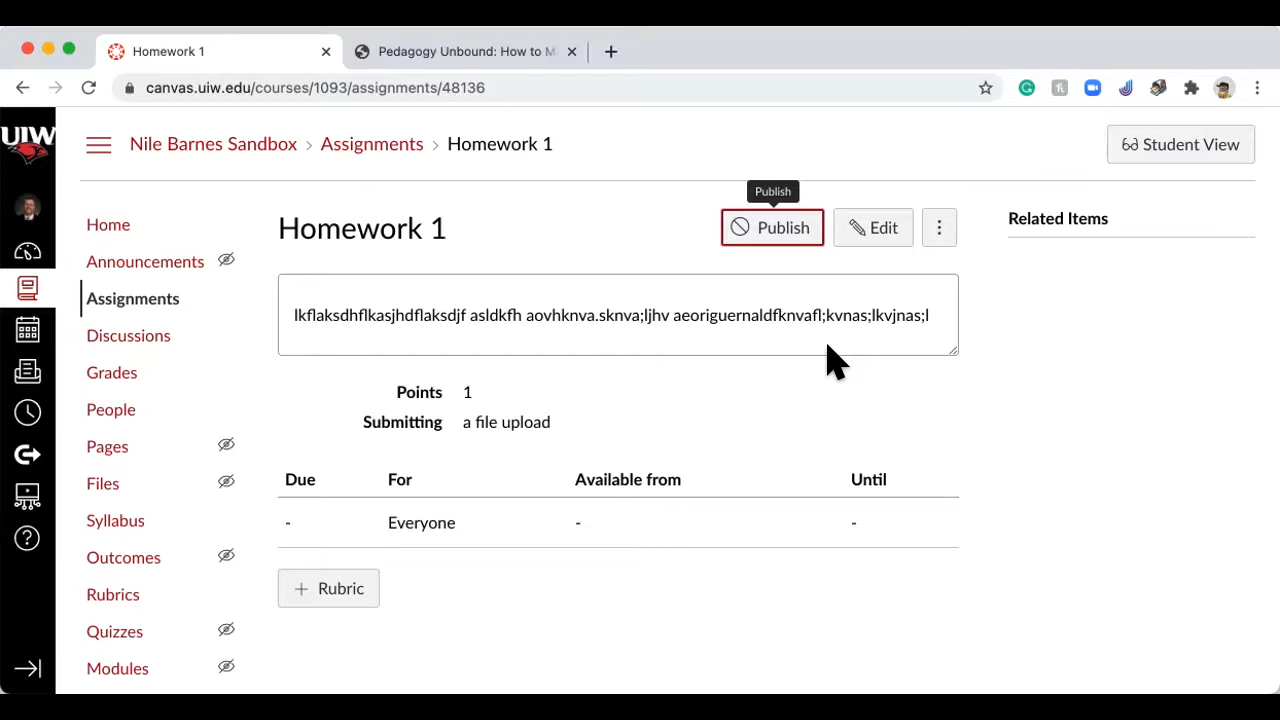 Homework 1
Pedagogy Unbound: How to M
canvas.uiw.edu/courses/1093/assignments/48136
UIW
Nile Barnes Sandbox > Assignments > Homework 1
Student View
Home
Announcements
Assignments
Discussions
Grades
People
Pages
Files
Syllabus
Outcomes
Rubrics
Quizzes
Modules
Publish
Homework 1
Publish
Edit
lkflaksdhflkasjhdflaksdjf asldkfh aovhknva.sknva;ljhv aeoriguernaldfknvafl;kvnas;lkvjnas;l
Points 1
Submitting a file upload
Due For Available from Until
- Everyone - -
+ Rubric
Related Items